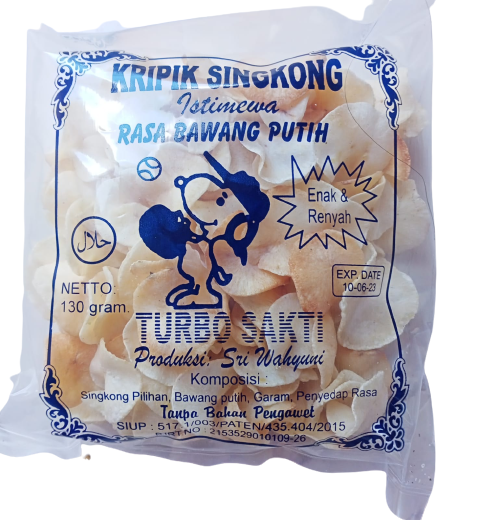 KRIPIK SINGKONG
Istimewa
RASA BAWANG PUTIH
Enak &
Renyah
حلال
EXP. DATE
10-06-23
NETTO:
130 gram.
TURBO SAKTI
Produksi: Sri Wahyuni
Komposisi :
Singkong Pilihan, Bawang putih, Garam, Penyedap Rasa
Tanpa Bahan Pengawet
SIUP : 517.1/003/PATEN/435.404/2015
P.IRT.NO : 2153529010109-26